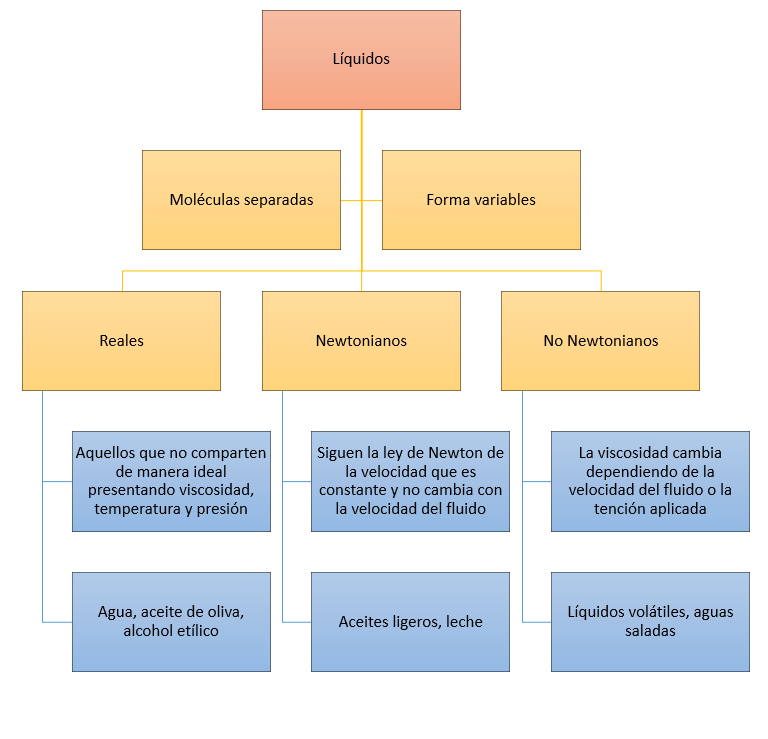 Líquidos
Moléculas separadas
Forma variables
Reales
Newtonianos
No Newtonianos
Aquellos que no comparten
de manera ideal
presentando viscosidad,
temperatura y presión
Siguen la ley de Newton de
la velocidad que es
constante y no cambia con
la velocidad del fluido
La viscosidad cambia
dependiendo de la
velocidad del fluido o la
tención aplicada
Agua, aceite de oliva,
alcohol etílico
Aceites ligeros, leche
Líquidos volátiles, aguas
saladas